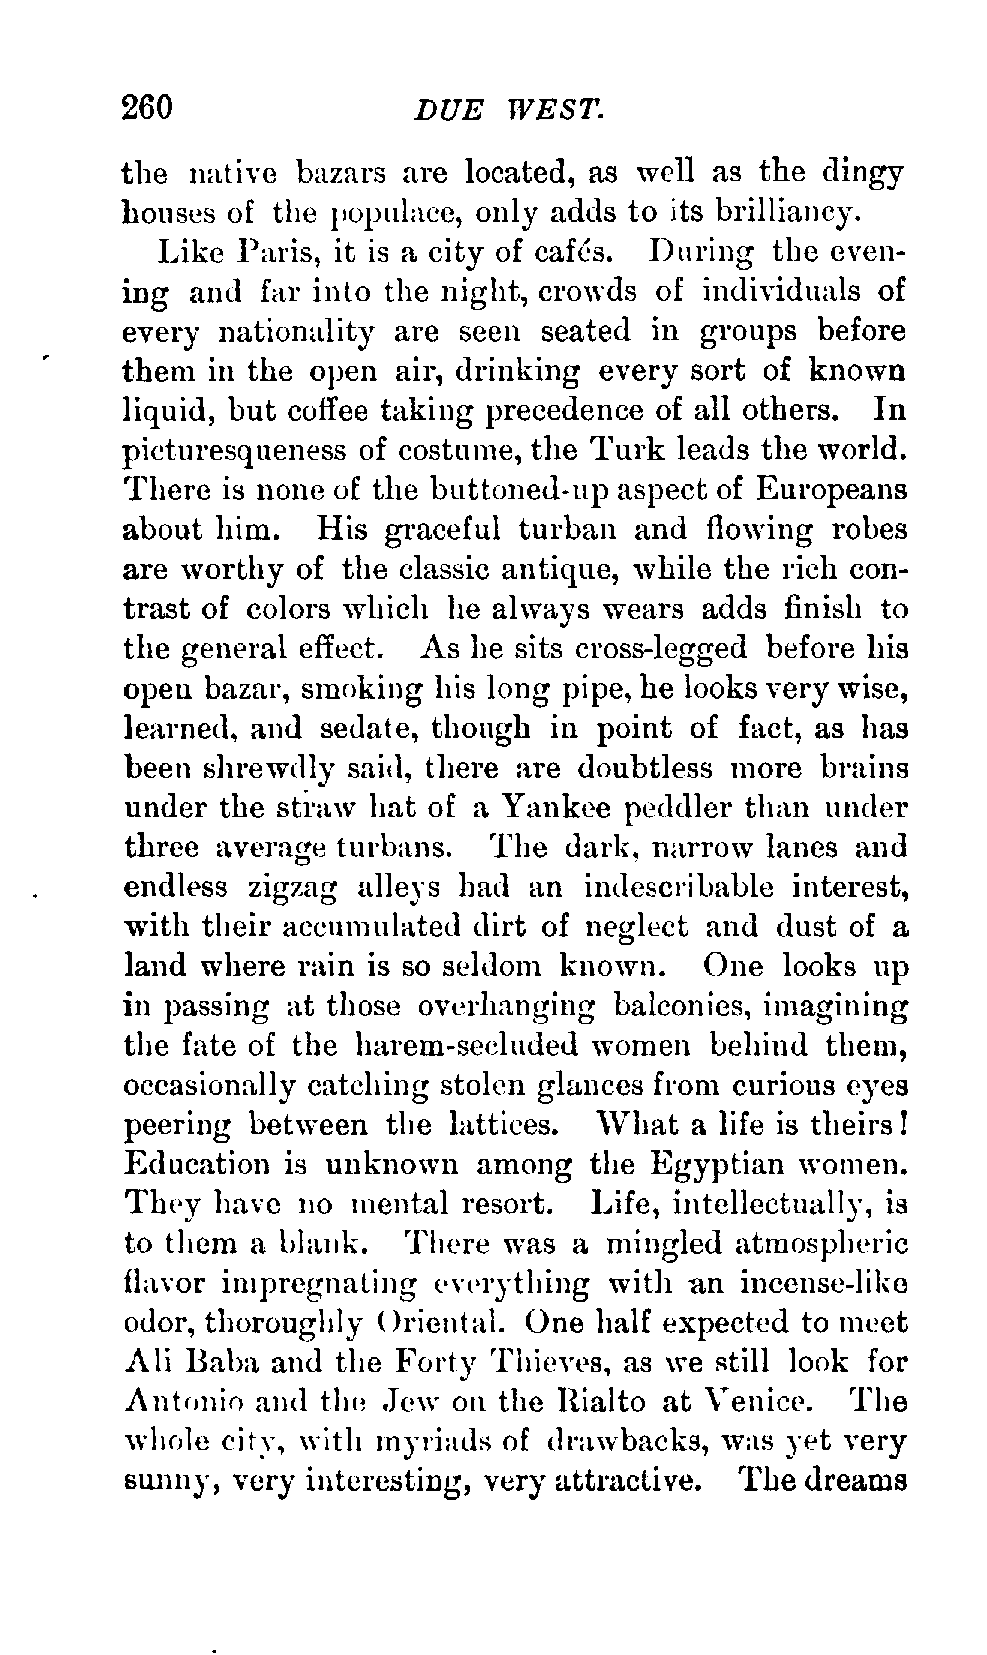 260 DUE WEST.
the native bazars are located, as well as the dingy
houses of the populace, only adds to its brilliancy.
Like Paris, it is a city of cafés. During the even-
ing and far into the night, crowds of individuals of
every nationality are seen seated in groups before
them in the open air, drinking every sort of known
liquid, but coffee taking precedence of all others. In
picturesqueness of costume, the Turk leads the world.
There is none of the buttoned-up aspect of Europeans
about him. His graceful turban and flowing robes
are worthy of the classic antique, while the rich con-
trast of colors which he always wears adds finish to
the general effect. As he sits cross-legged before his
open bazar, smoking his long pipe, he looks very wise,
learned, and sedate, though in point of fact, as has
been shrewdly said, there are doubtless more brains
under the straw hat of a Yankee peddler than under
three average turbans. The dark, narrow lanes and
endless zigzag alleys had an indescribable interest,
with their accumulated dirt of neglect and dust of a
land where rain is so seldom known. One looks up
in passing at those overhanging balconies, imagining
the fate of the harem-secluded women behind them,
occasionally catching stolen glances from curious eyes
peering between the lattices. What a life is theirs!
Education is unknown among the Egyptian women.
They have no mental resort. Life, intellectually, is
to them a blank. There was a mingled atmospheric
flavor impregnating everything with an incense-like
odor, thoroughly Oriental. One half expected to meet
Ali Baba and the Forty Thieves, as we still look for
Antonio and the Jew on the Rialto at Venice. The
whole city, with myriads of drawbacks, was yet very
sunny, very interesting, very attractive. The dreams